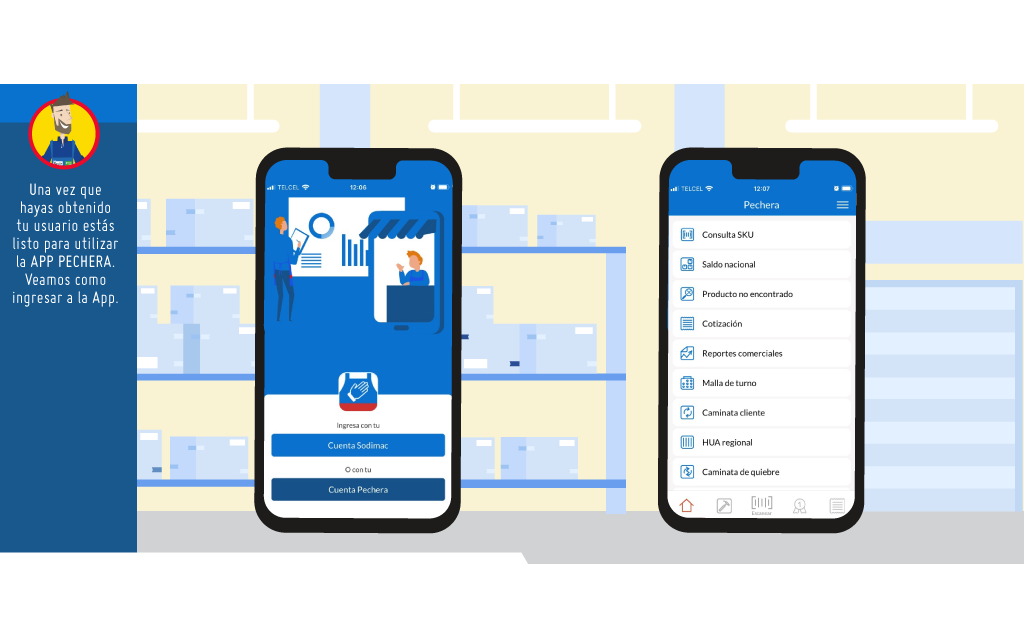 Una vez que
hayas obtenido
tu usuario estás
listo para utilizar
la APP PECHERA.
Veamos como
ingresar a la App.
TELCEL
12:06
Ingresa con tu
Cuenta Sodimac
O con tu
Cuenta Pechera
TELCEL
12:07
Pechera
Consulta SKU
Saldo nacional
Producto no encontrado
Cotización
Reportes comerciales
Malla de turno
Caminata cliente
HUA regional
Caminata de quiebre
Escanear